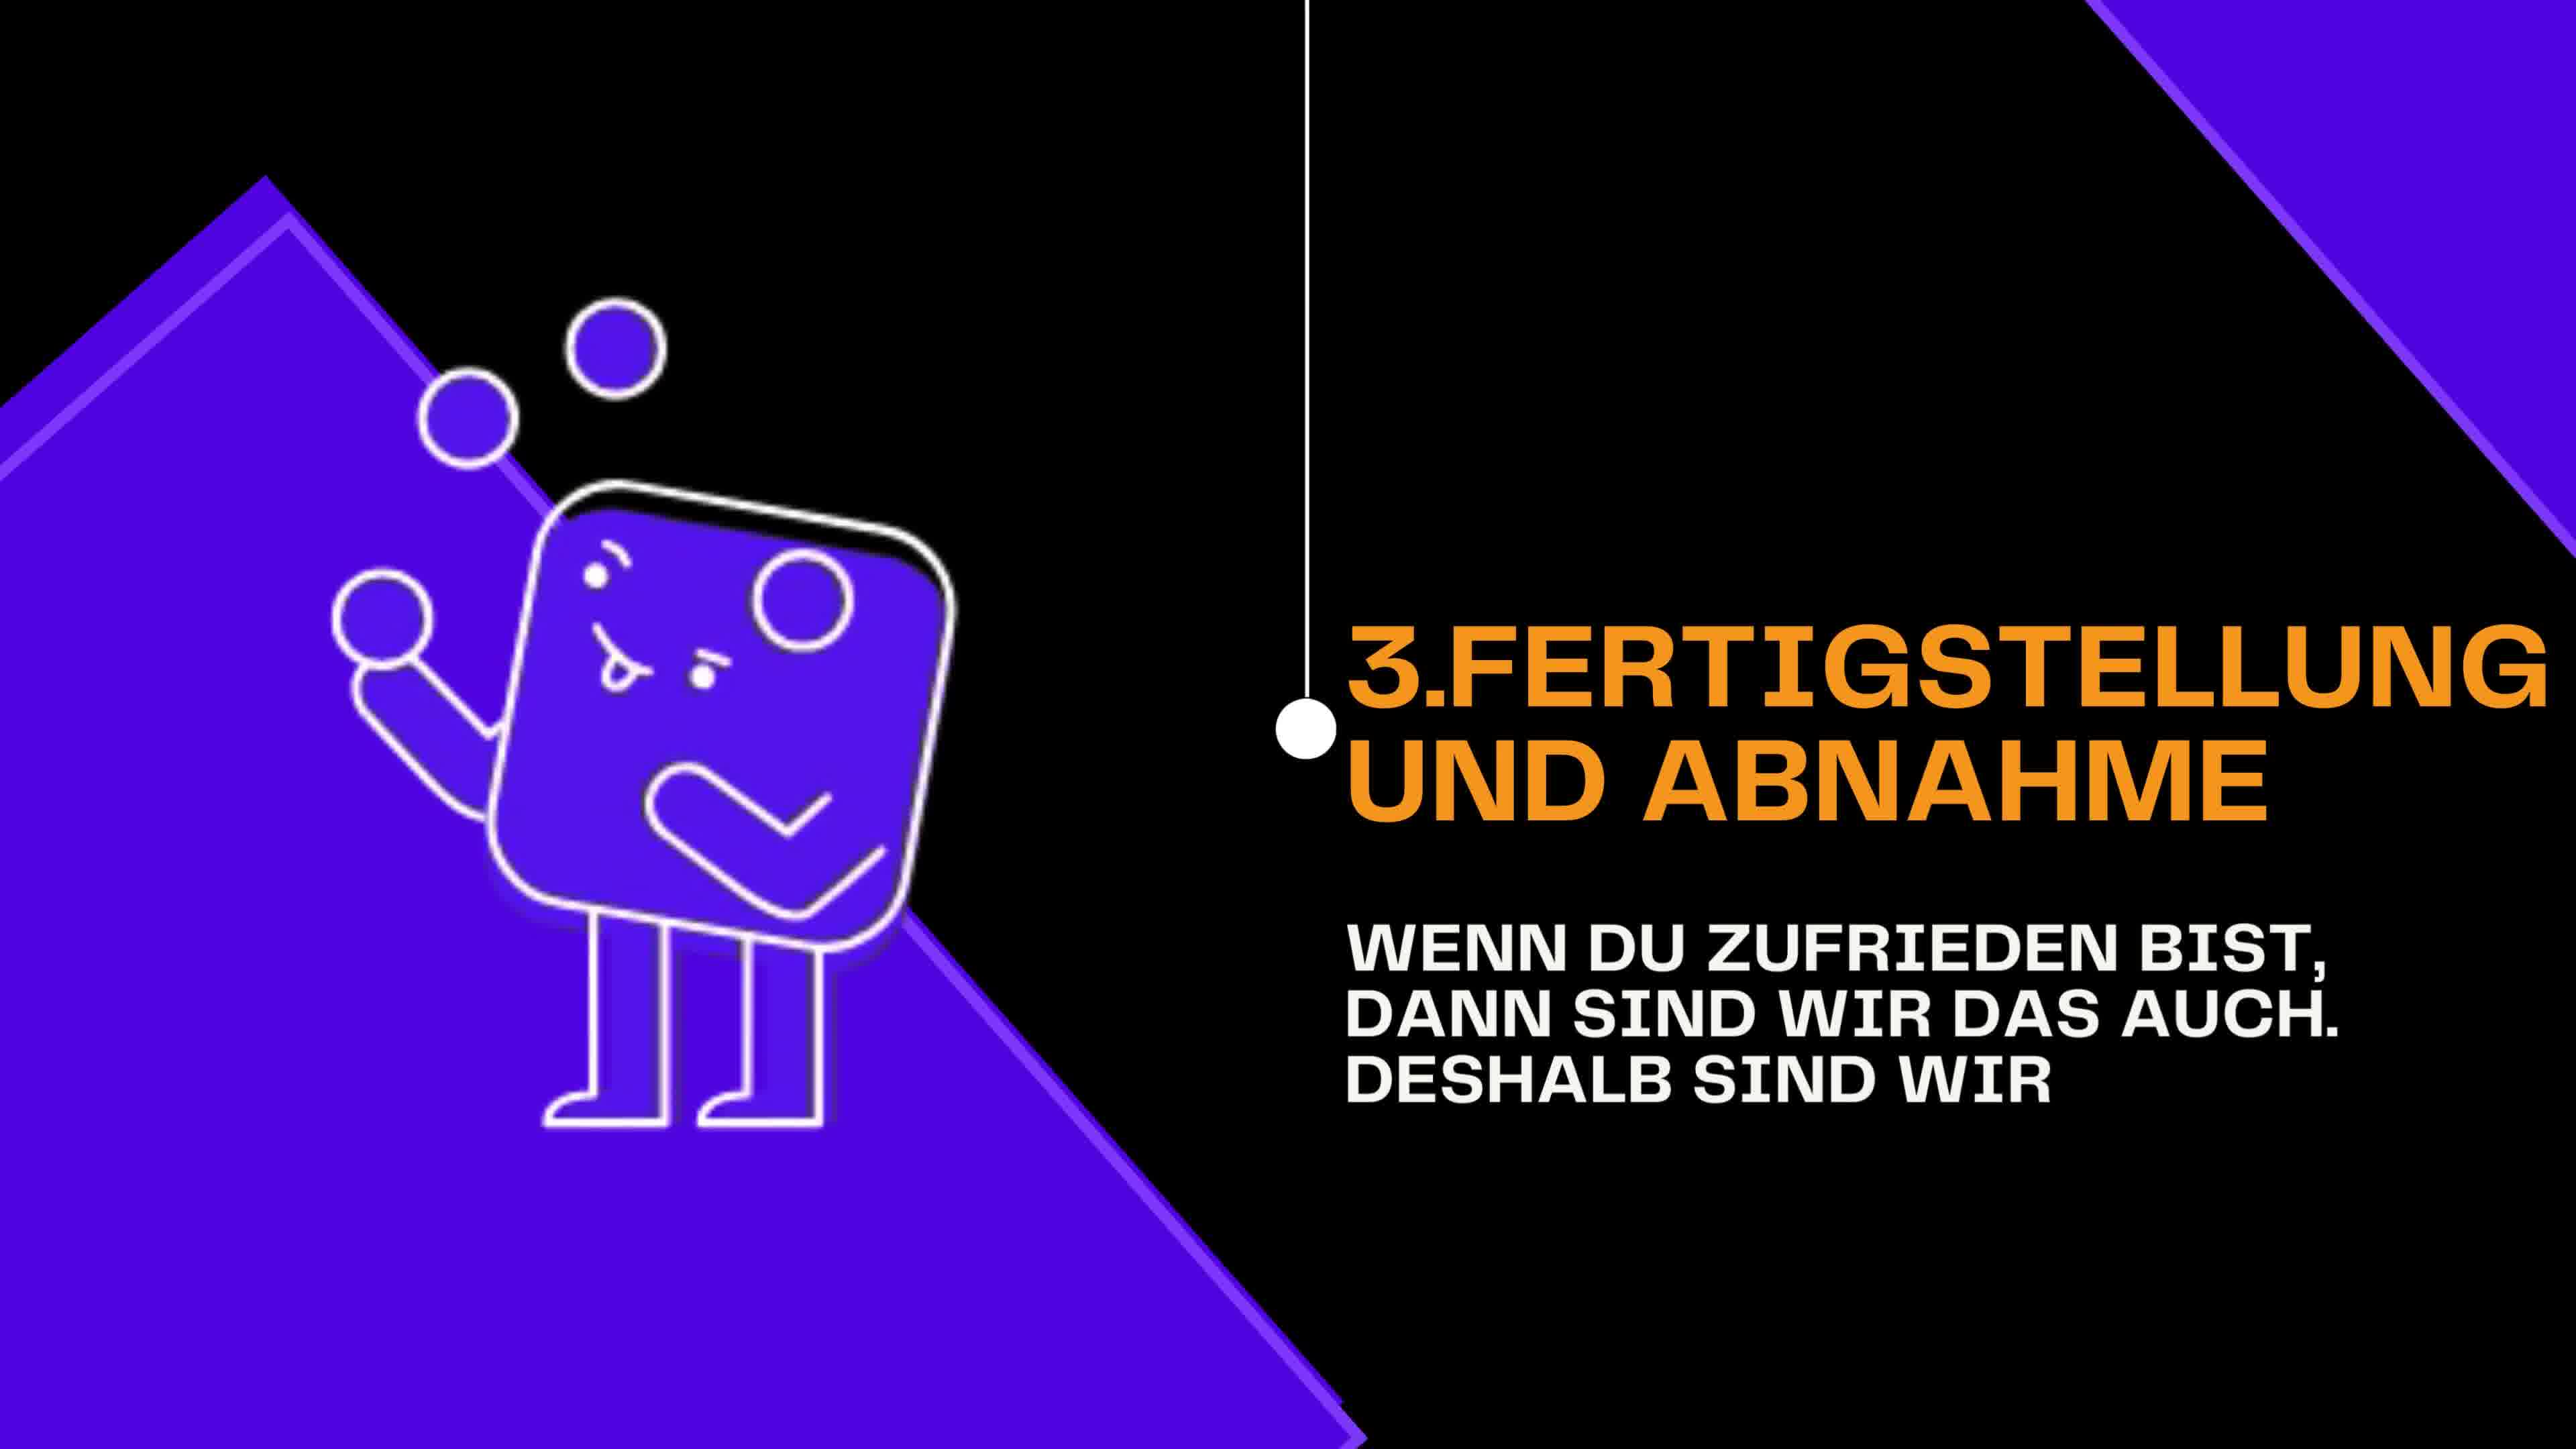 3.FERTIGSTELLUNG
UND ABNAHME
WENN DU ZUFRIEDEN BIST,
DANN SIND WIR DAS AUCH.
DESHALB SIND WIR